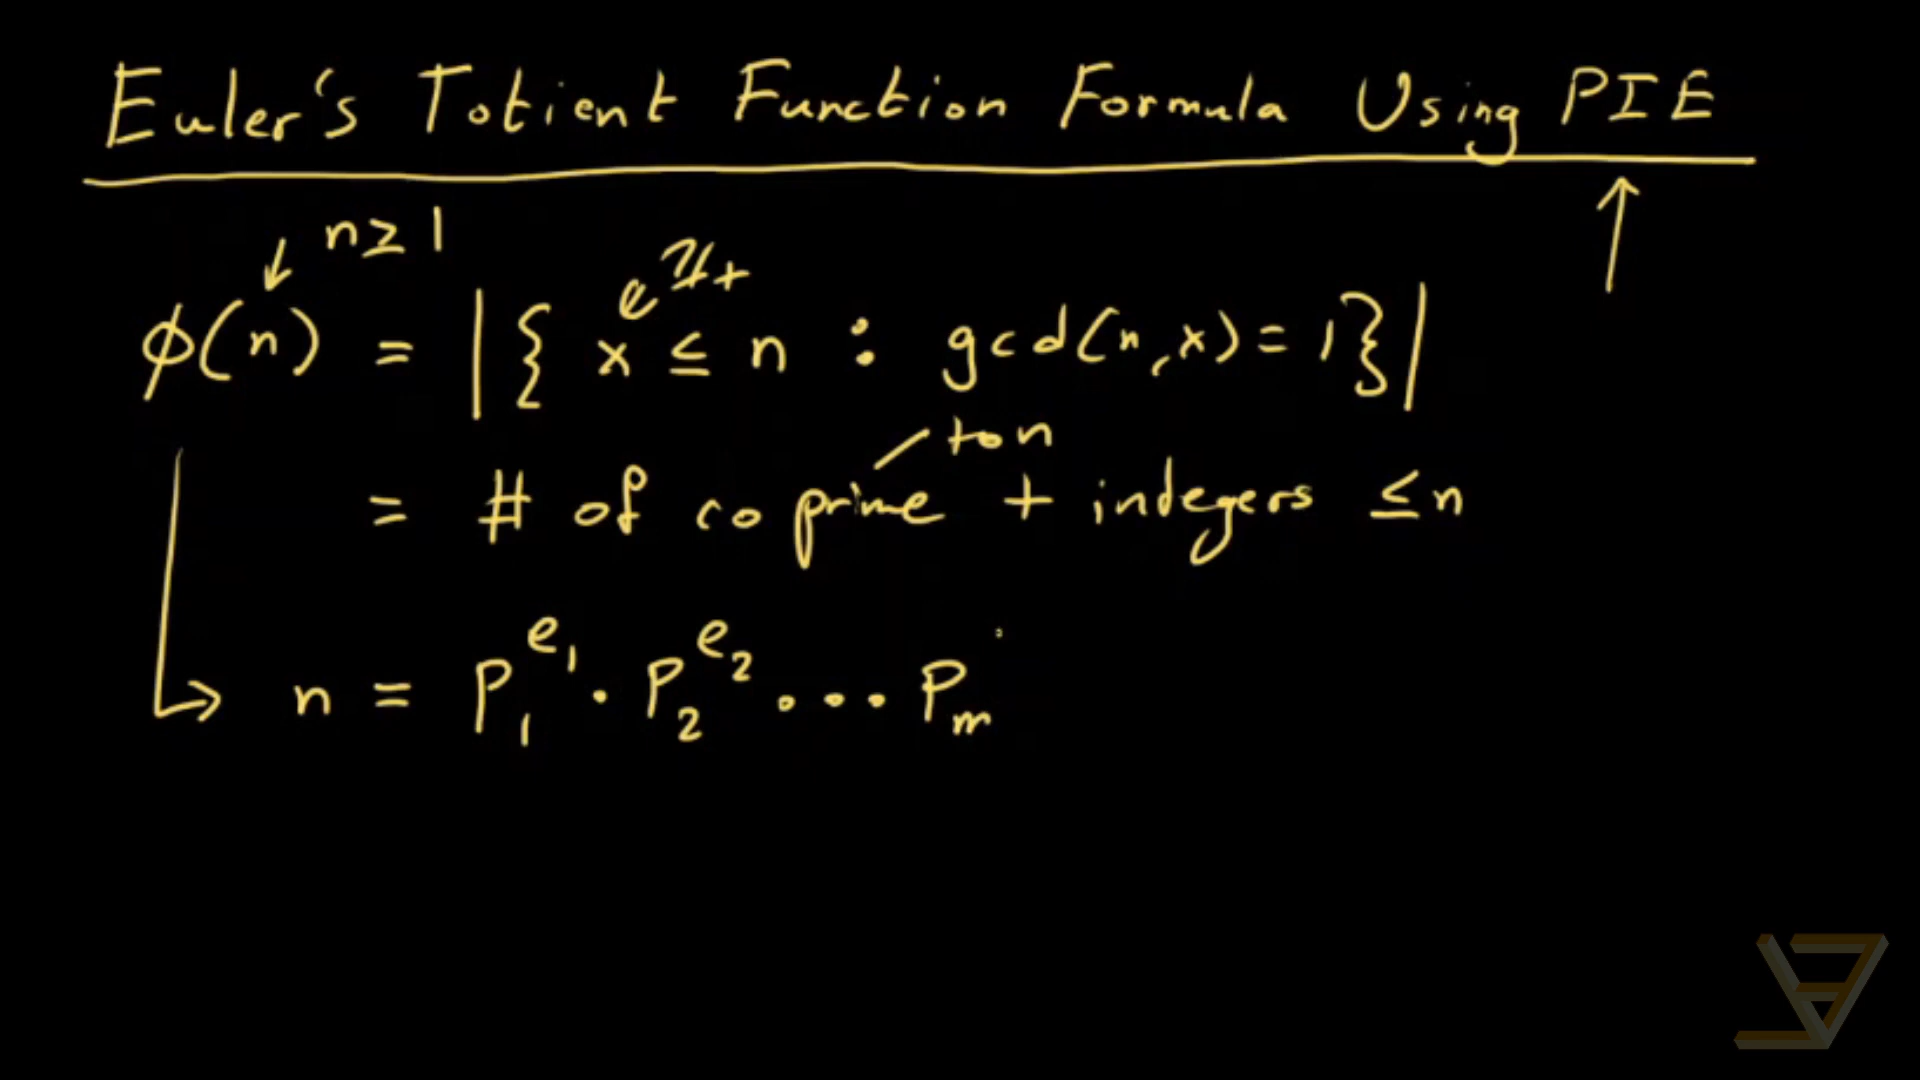 Euler's Totient Function Formula Using PIE
n ≥ 1
∈ ℤ+
ϕ(n) = |{ x ≤ n : gcd(n,x) = 1}|
to n
= # of coprime + integers ≤ n
n = P₁^e₁ · P₂^e₂ · ... Pₘ